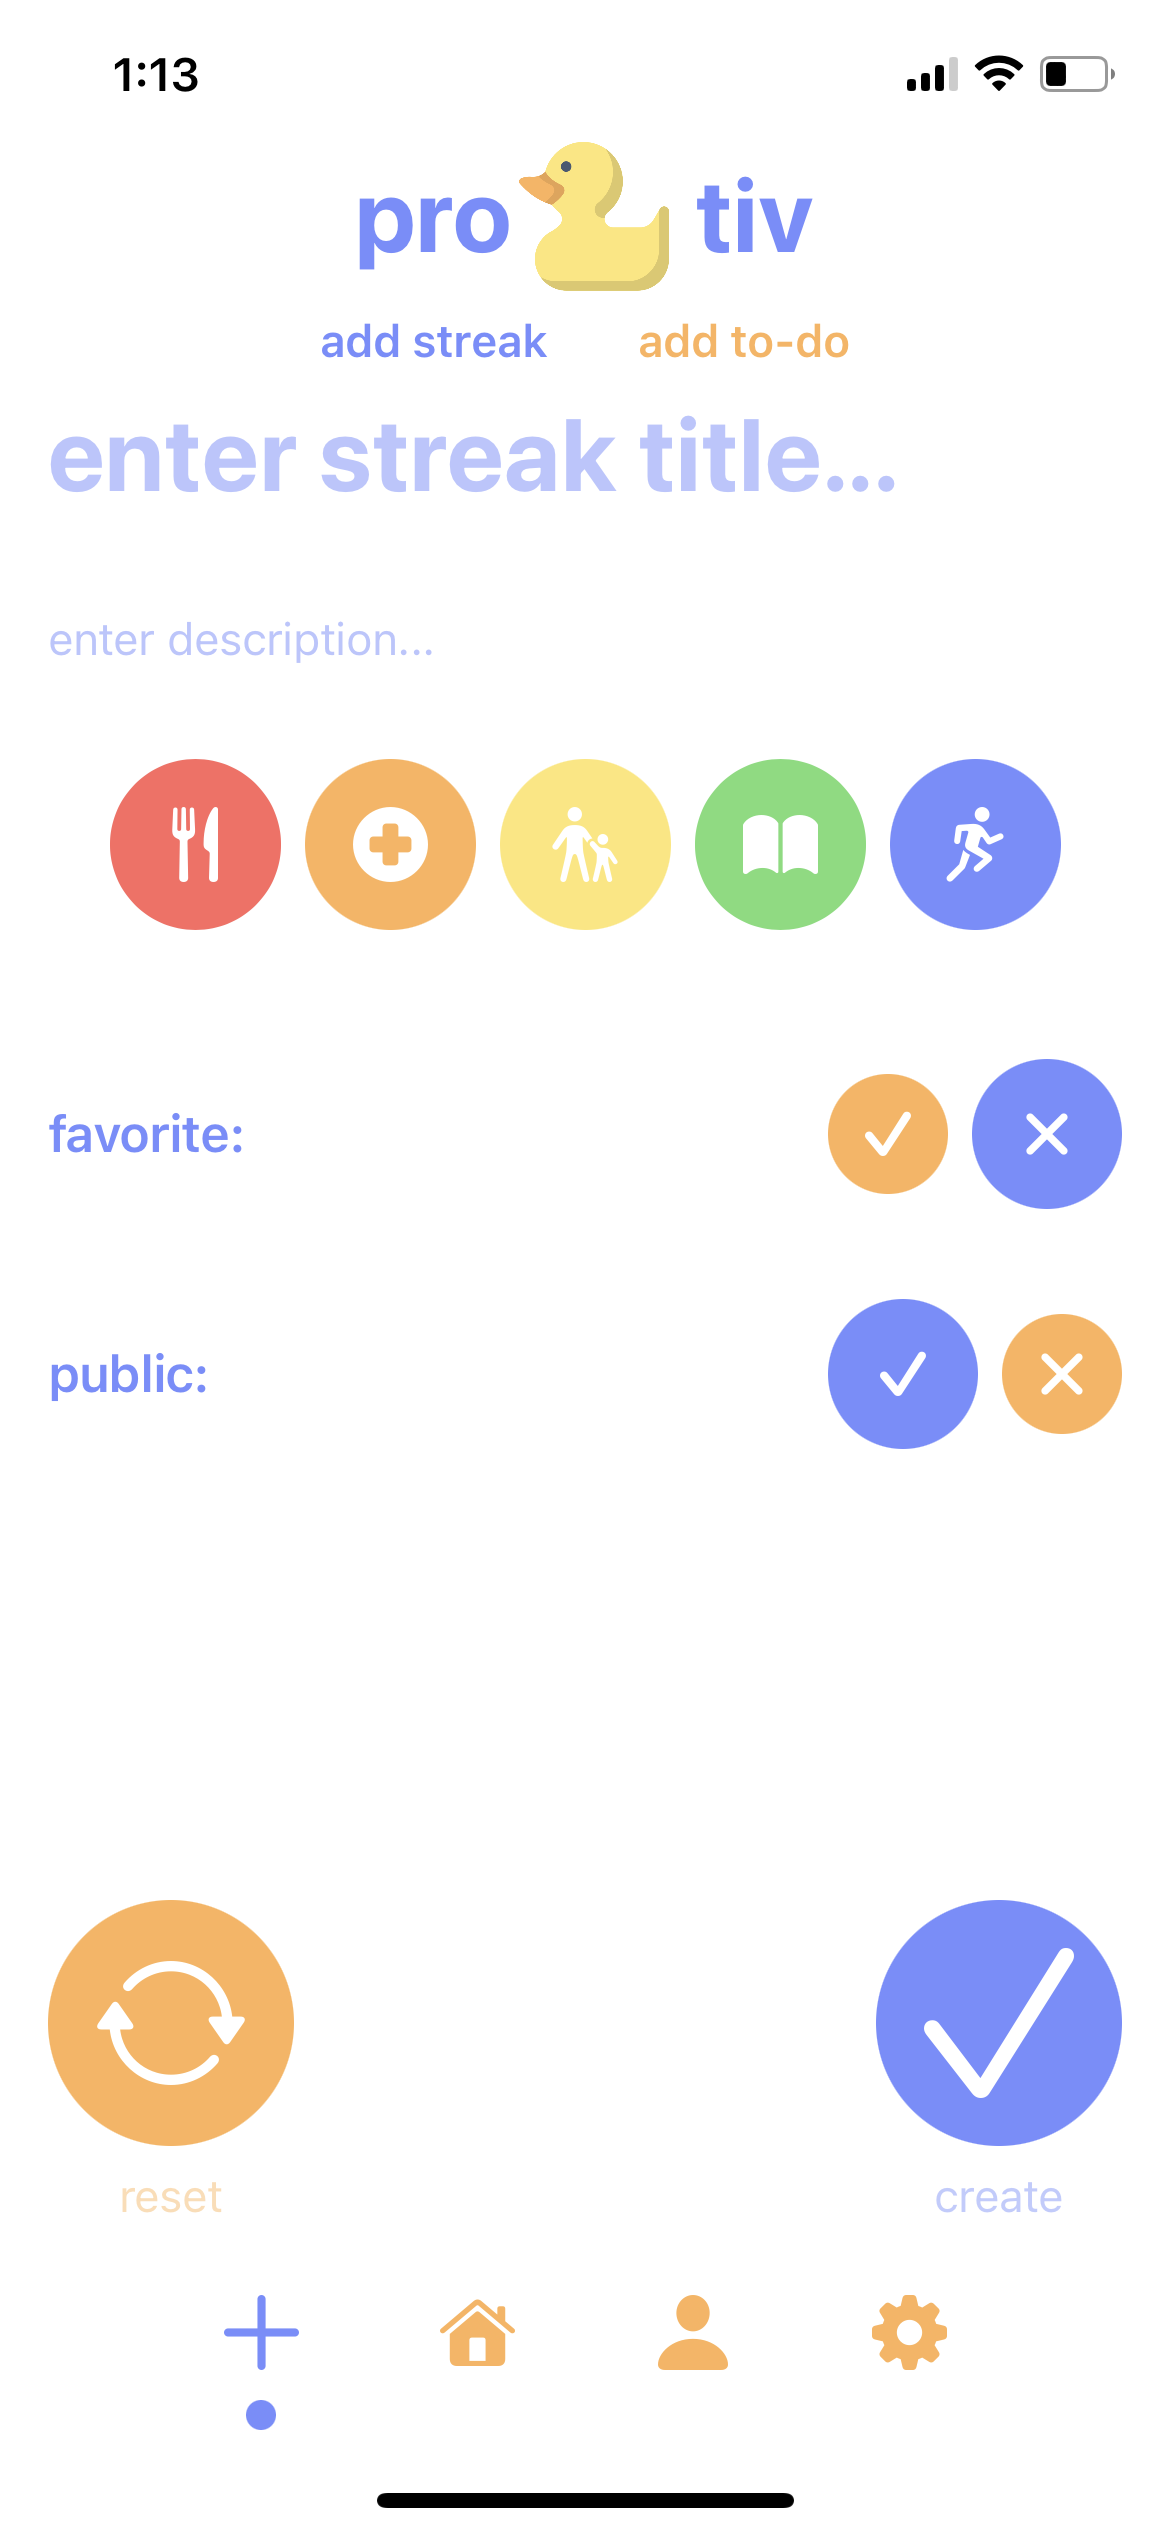 1:13
pro tiv
add streak add to-do
enter streak title...
enter description...
favorite:
public:
reset create